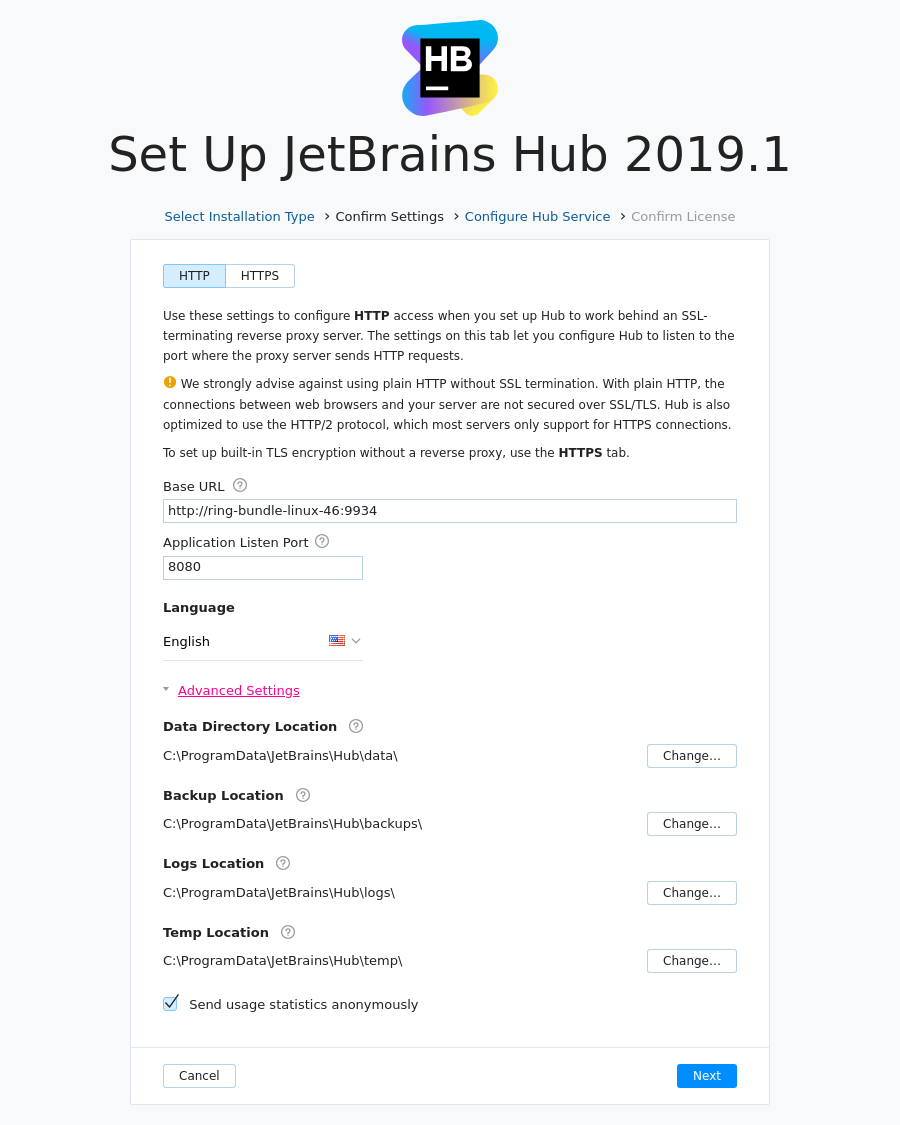 HB
Set Up JetBrains Hub 2019.1
Select Installation Type › Confirm Settings › Configure Hub Service › Confirm License
HTTP HTTPS
Use these settings to configure HTTP access when you set up Hub to work behind an SSL-
terminating reverse proxy server. The settings on this tab let you configure Hub to listen to the
port where the proxy server sends HTTP requests.
We strongly advise against using plain HTTP without SSL termination. With plain HTTP, the
connections between web browsers and your server are not secured over SSL/TLS. Hub is also
optimized to use the HTTP/2 protocol, which most servers only support for HTTPS connections.
To set up built-in TLS encryption without a reverse proxy, use the HTTPS tab.
Base URL ?
http://ring-bundle-linux-46:9934
Application Listen Port ?
8080
Language
English
Advanced Settings
Data Directory Location ?
C:\ProgramData\JetBrains\Hub\data\ Change...
Backup Location ?
C:\ProgramData\JetBrains\Hub\backups\ Change...
Logs Location ?
C:\ProgramData\JetBrains\Hub\logs\ Change...
Temp Location ?
C:\ProgramData\JetBrains\Hub\temp\ Change...
Send usage statistics anonymously
Cancel Next